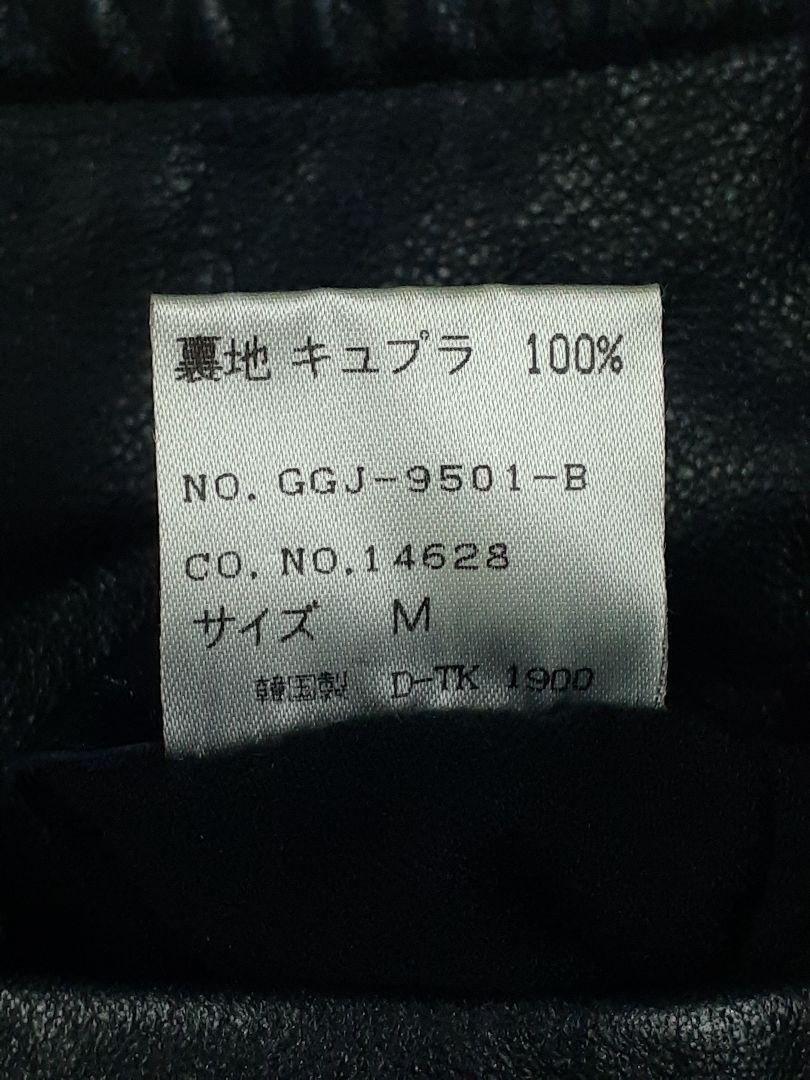 裏地 キュプラ 100%
NO. GGJ-9501-B
CO. NO.14628
サイズ M
韓国製 D-TK 1900